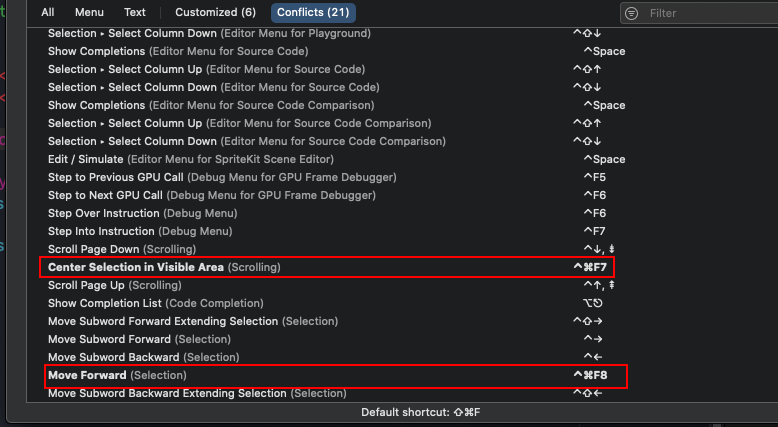 All Menu Text Customized (6) Conflicts (21) Filter
Selection ▸ Select Column Down (Editor Menu for Playground) ^⇧↓
Show Completions (Editor Menu for Source Code) ^Space
Selection ▸ Select Column Up (Editor Menu for Source Code) ^⇧↑
Selection ▸ Select Column Down (Editor Menu for Source Code) ^⇧↓
Show Completions (Editor Menu for Source Code Comparison) ^Space
Selection ▸ Select Column Up (Editor Menu for Source Code Comparison) ^⇧↑
Selection ▸ Select Column Down (Editor Menu for Source Code Comparison) ^⇧↓
Edit / Simulate (Editor Menu for SpriteKit Scene Editor) ^Space
Step to Previous GPU Call (Debug Menu for GPU Frame Debugger) ^F5
Step to Next GPU Call (Debug Menu for GPU Frame Debugger) ^F6
Step Over Instruction (Debug Menu) ^F6
Step Into Instruction (Debug Menu) ^F7
Scroll Page Down (Scrolling) ^↓, ⇟
Center Selection in Visible Area (Scrolling) ^⌘F7
Scroll Page Up (Scrolling) ^↑, ⇞
Show Completion List (Code Completion) ⌥⎋
Move Subword Forward Extending Selection (Selection) ^⇧→
Move Subword Forward (Selection) ^→
Move Subword Backward (Selection) ^←
Move Forward (Selection) ^⌘F8
Move Subword Backward Extending Selection (Selection) ^⇧←
Default shortcut: ⇧⌘F